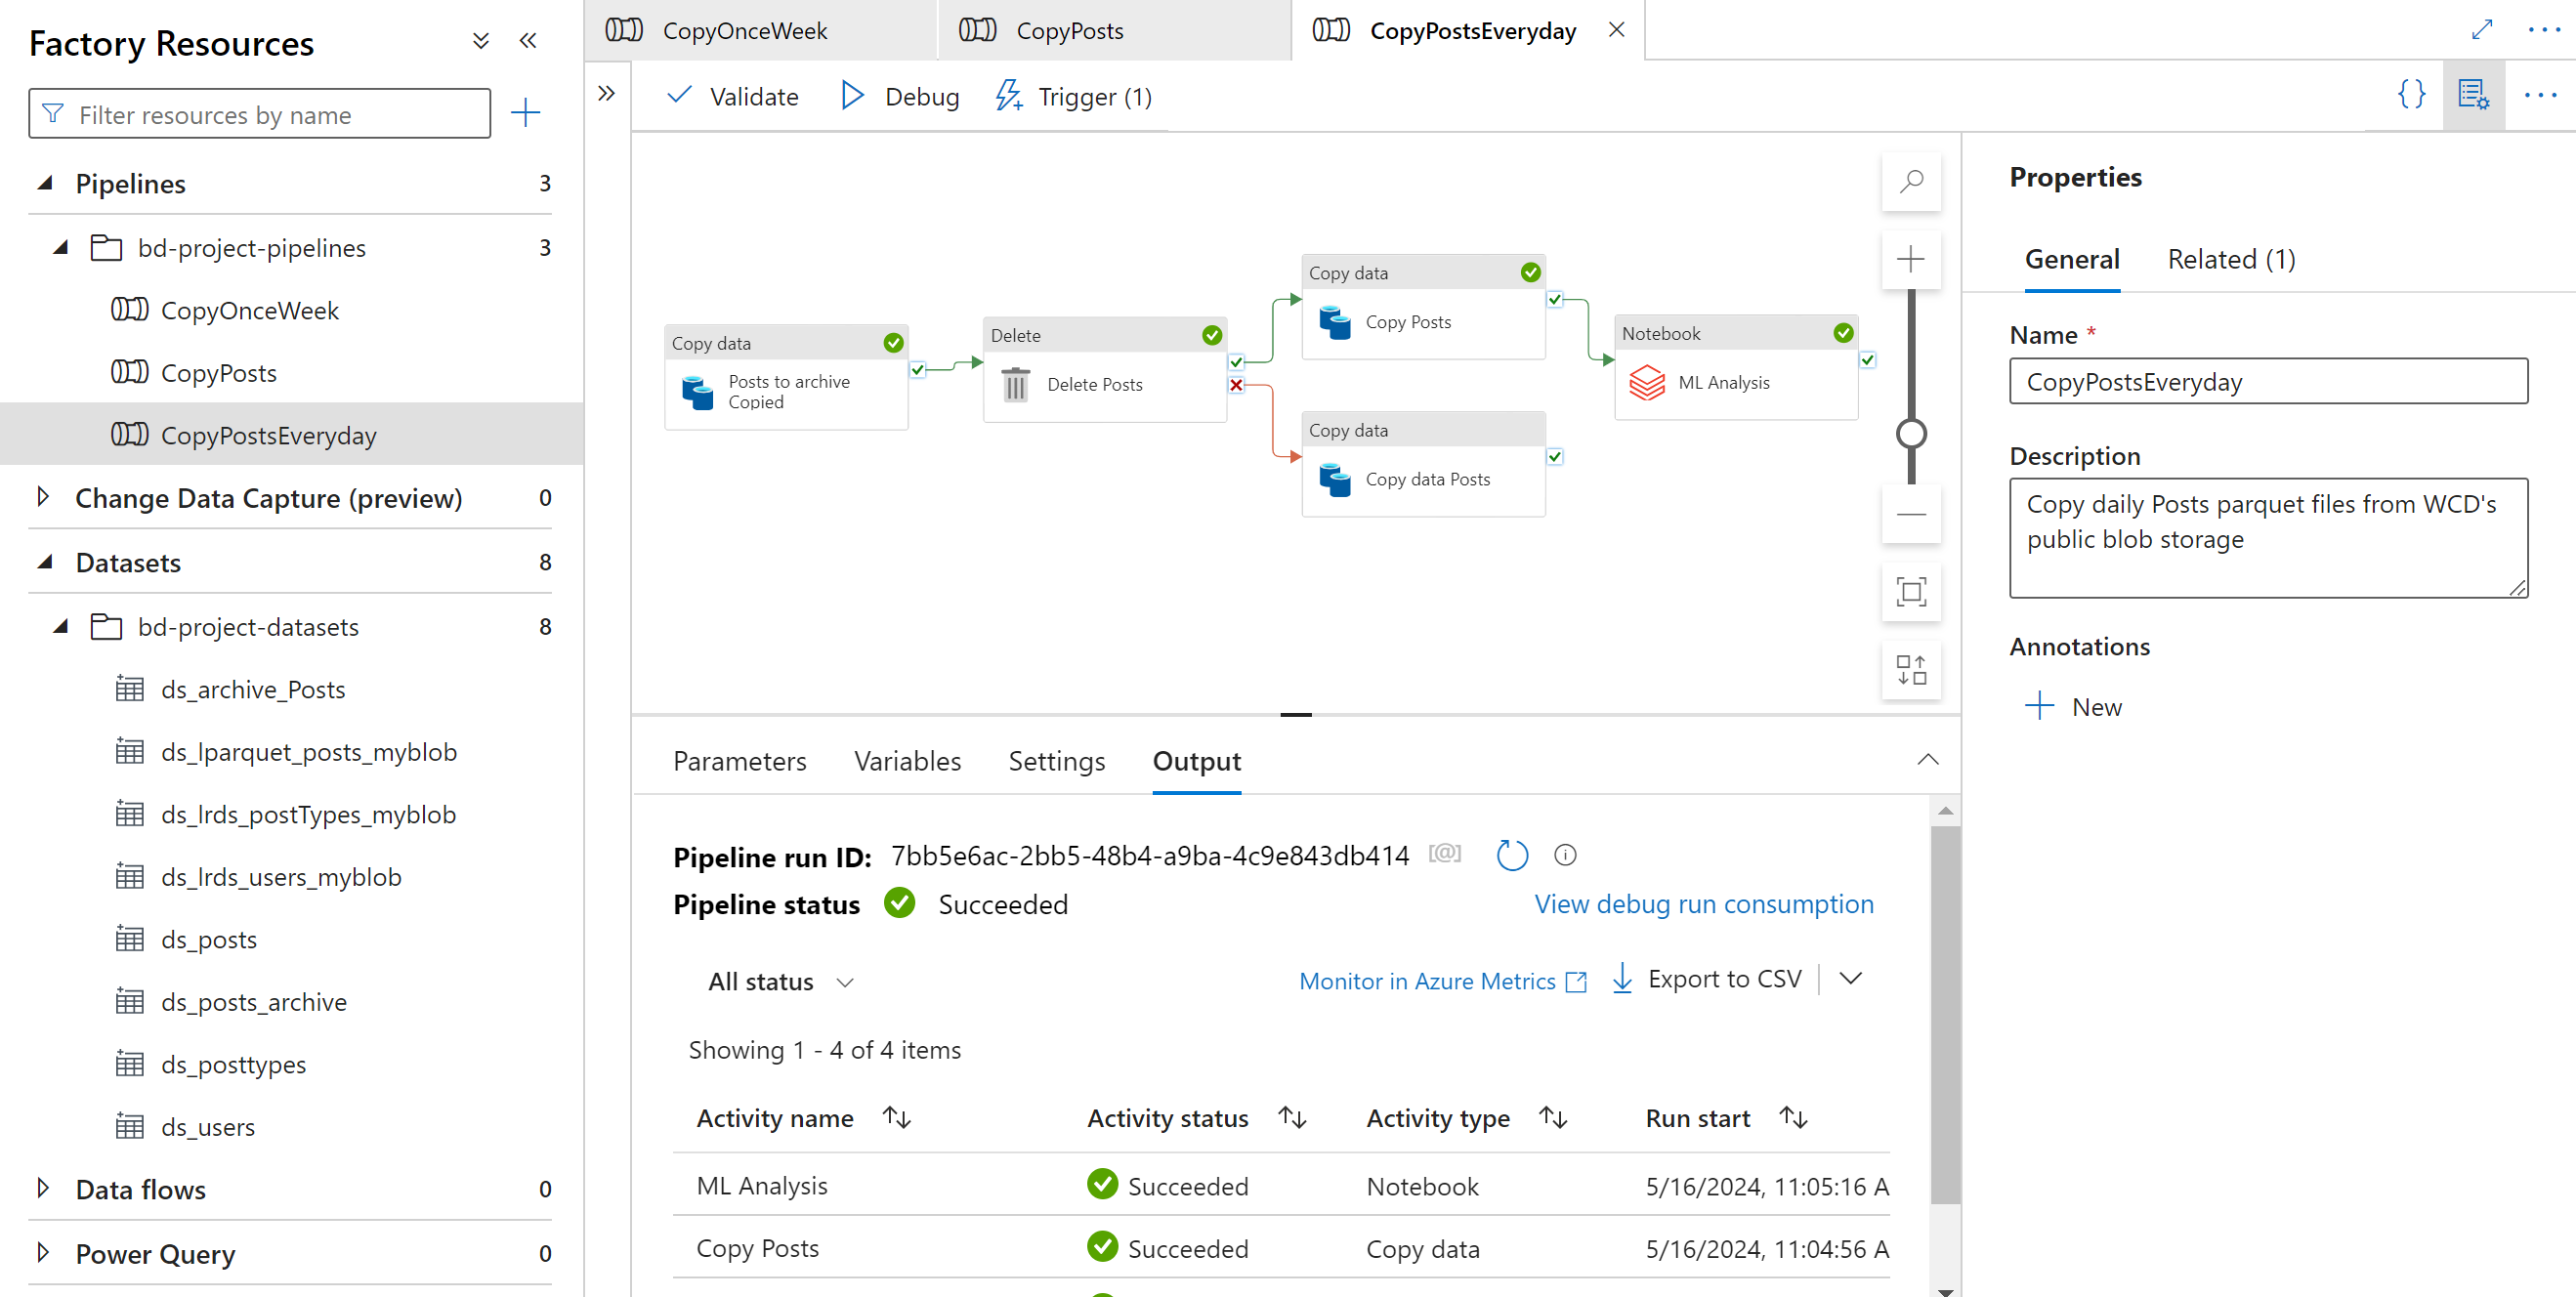 Factory Resources
Filter resources by name
Pipelines 3
bd-project-pipelines 3
CopyOnceWeek
CopyPosts
CopyPostsEveryday
Change Data Capture (preview) 0
Datasets 8
bd-project-datasets 8
ds_archive_Posts
ds_lparquet_posts_myblob
ds_lrds_postTypes_myblob
ds_lrds_users_myblob
ds_posts
ds_posts_archive
ds_posttypes
ds_users
Data flows 0
Power Query 0
CopyOnceWeek CopyPosts CopyPostsEveryday
Validate Debug Trigger (1)
Copy data
Posts to archive
Copied
Delete
Delete Posts
Copy data
Copy Posts
Copy data
Copy data Posts
Notebook
ML Analysis
Parameters Variables Settings Output
Pipeline run ID: 7bb5e6ac-2bb5-48b4-a9ba-4c9e843db414 [@]
Pipeline status Succeeded View debug run consumption
All status Monitor in Azure Metrics Export to CSV
Showing 1 - 4 of 4 items
Activity name Activity status Activity type Run start
ML Analysis Succeeded Notebook 5/16/2024, 11:05:16 A
Copy Posts Succeeded Copy data 5/16/2024, 11:04:56 A
{}
Properties
General Related (1)
Name *
CopyPostsEveryday
Description
Copy daily Posts parquet files from WCD's
public blob storage
Annotations
New